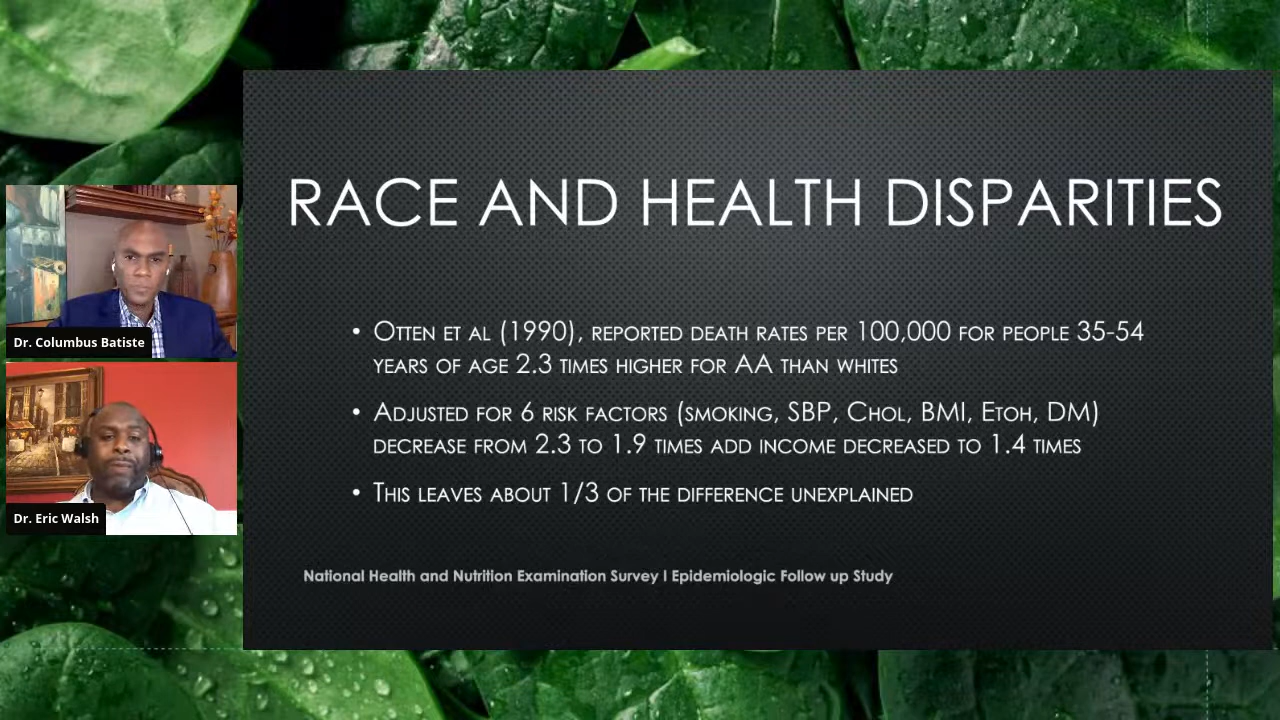 RACE AND HEALTH DISPARITIES
• Otten et al (1990), reported death rates per 100,000 for people 35-54
years of age 2.3 times higher for AA than whites
• Adjusted for 6 risk factors (smoking, SBP, Chol, BMI, Etoh, DM)
decrease from 2.3 to 1.9 times add income decreased to 1.4 times
• This leaves about 1/3 of the difference unexplained
National Health and Nutrition Examination Survey I Epidemiologic Follow up Study
Dr. Columbus Batiste
Dr. Eric Walsh